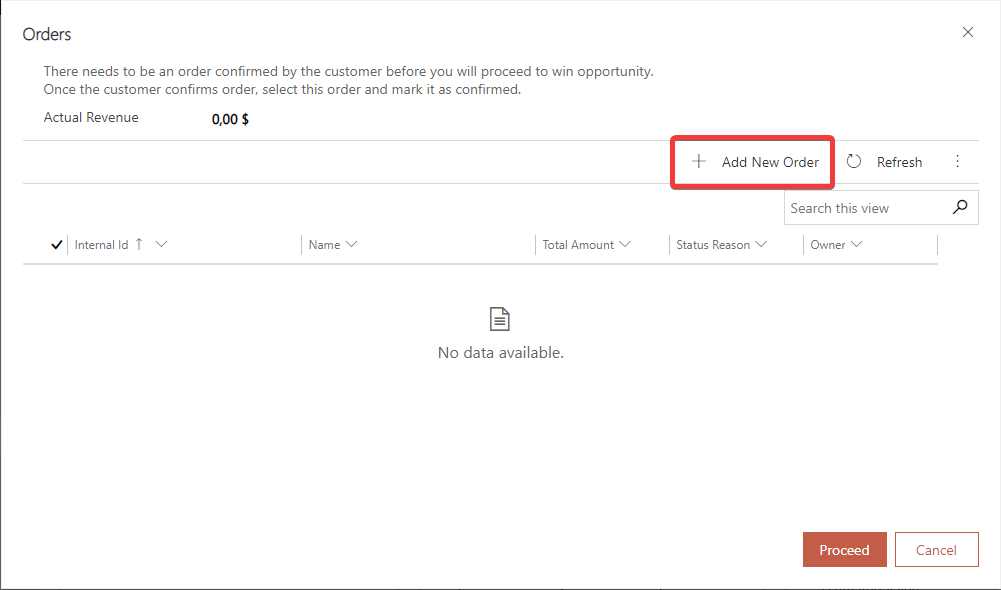 Orders
There needs to be an order confirmed by the customer before you will proceed to win opportunity.
Once the customer confirms order, select this order and mark it as confirmed.
Actual Revenue 0,00 $
Add New Order Refresh
Search this view
Internal Id Name Total Amount Status Reason Owner
No data available.
Proceed Cancel